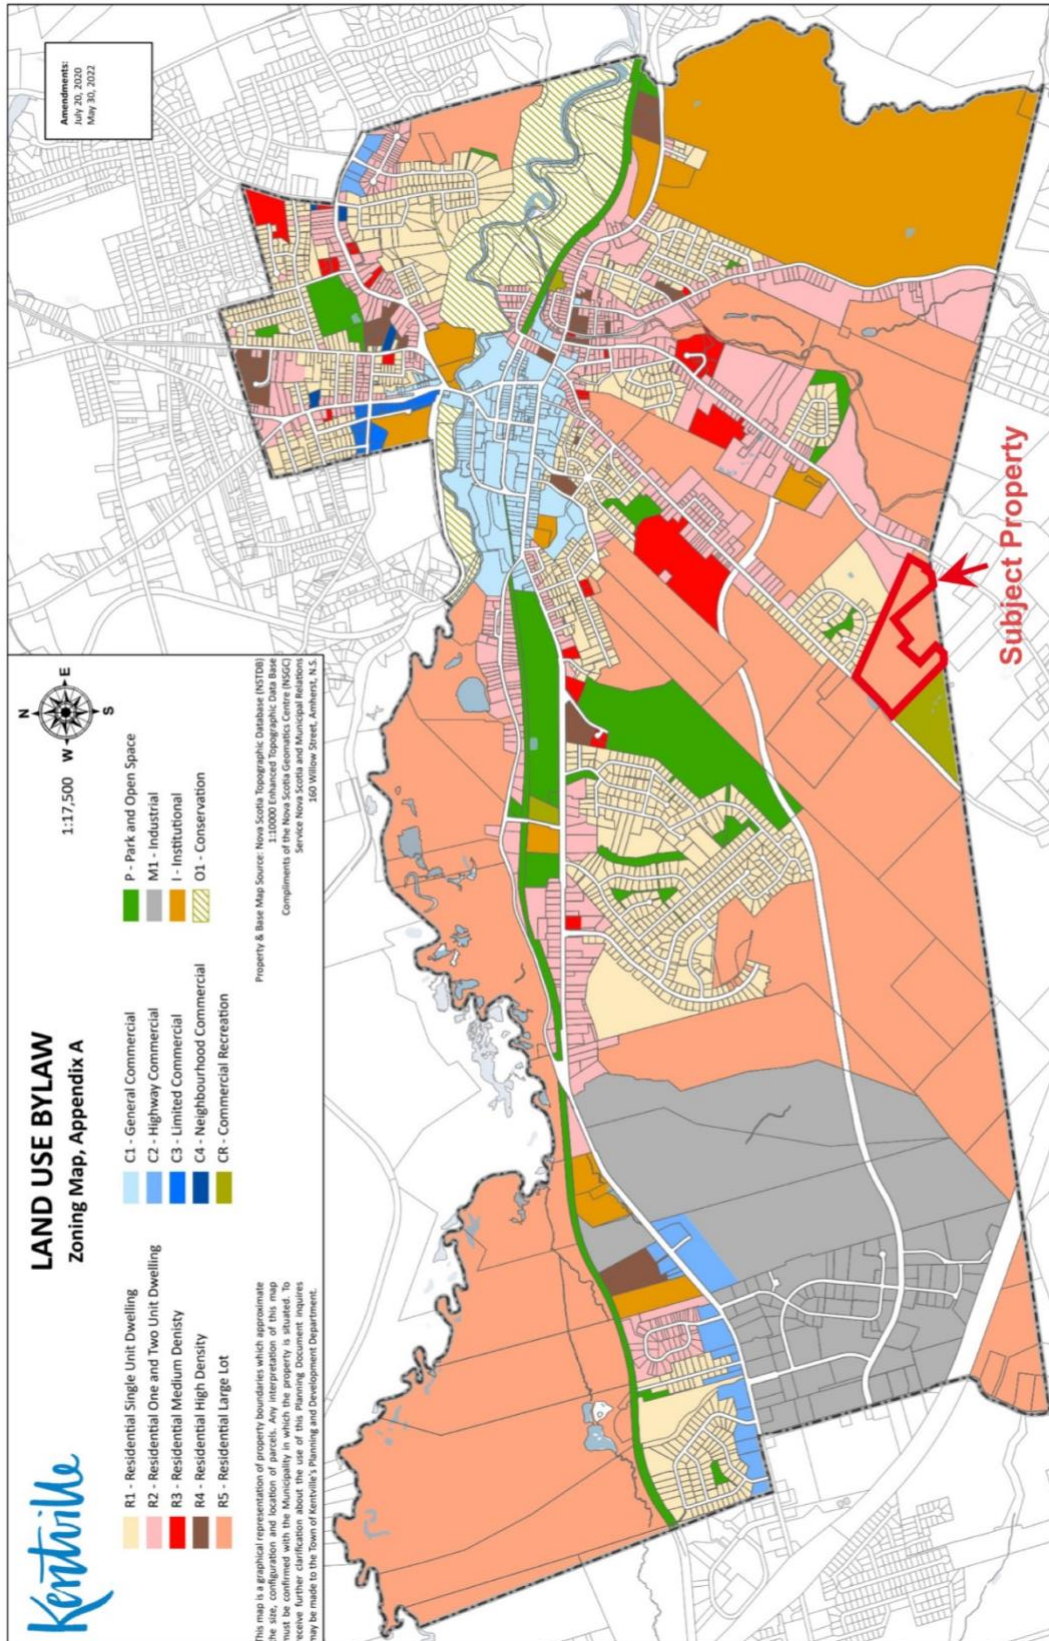 Kentville
LAND USE BYLAW
Zoning Map, Appendix A
1:17,500
N
W
E
S
R1 - Residential Single Unit Dwelling
R2 - Residential One and Two Unit Dwelling
R3 - Residential Medium Denisty
R4 - Residential High Density
R5 - Residential Large Lot
C1 - General Commercial
C2 - Highway Commercial
C3 - Limited Commercial
C4 - Neighbourhood Commercial
CR - Commercial Recreation
P - Park and Open Space
M1 - Industrial
I - Institutional
O1 - Conservation
This map is a graphical representation of property boundaries which approximate
the size, configuration and location of parcels. Any interpretation of this map
must be confirmed with the Municipality in which the property is situated. To
receive further clarification about the use of this Planning Document inquires
may be made to the Town of Kentville's Planning and Development Department.
Property & Base Map Source: Nova Scotia Topographic Database (NSTDB)
1:10000 Enhanced Topographic Data Base
Compliments of the Nova Scotia Geomatics Centre (NSGC)
Service Nova Scotia and Municipal Relations
160 Willow Street, Amherst, N.S.
Amendments:
July 20, 2020
May 30, 2022
Subject Property